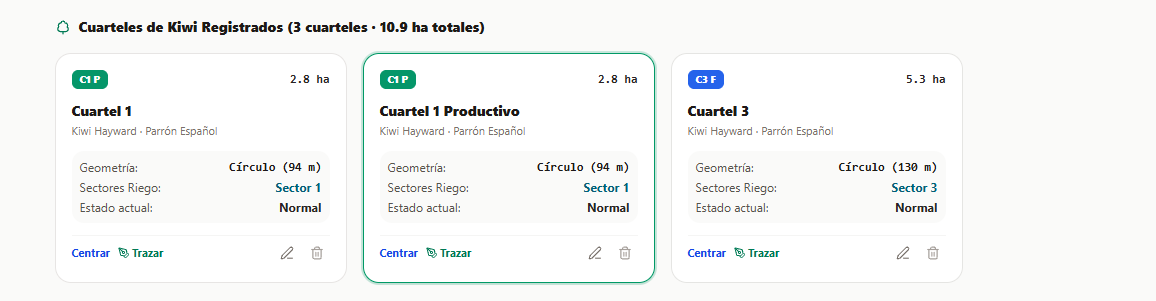 Cuarteles de Kiwi Registrados (3 cuarteles · 10.9 ha totales)
C1 P 2.8 ha
Cuartel 1
Kiwi Hayward · Parrón Español
Geometría: Círculo (94 m)
Sectores Riego: Sector 1
Estado actual: Normal
Centrar Trazar
C1 P 2.8 ha
Cuartel 1 Productivo
Kiwi Hayward · Parrón Español
Geometría: Círculo (94 m)
Sectores Riego: Sector 1
Estado actual: Normal
Centrar Trazar
C3 F 5.3 ha
Cuartel 3
Kiwi Hayward · Parrón Español
Geometría: Círculo (130 m)
Sectores Riego: Sector 3
Estado actual: Normal
Centrar Trazar